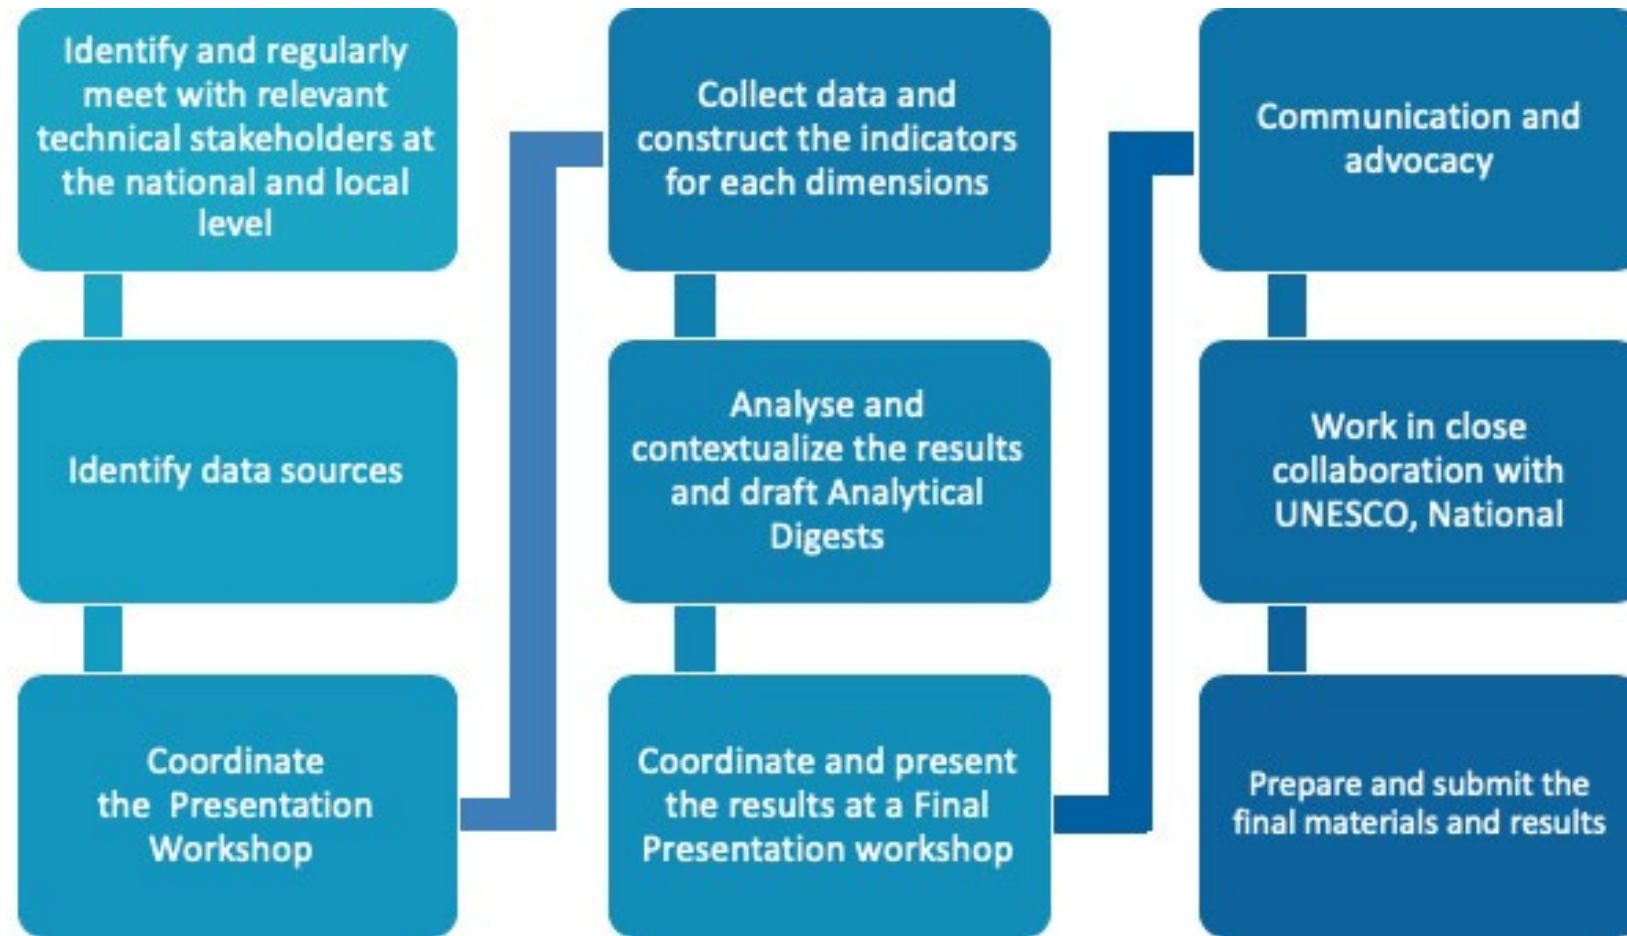 Identify and regularly
meet with relevant
technical stakeholders at
the national and local
level
Identify data sources
Coordinate
the Presentation
Workshop
Collect data and
construct the indicators
for each dimensions
Analyse and
contextualize the results
and draft Analytical
Digests
Coordinate and present
the results at a Final
Presentation workshop
Communication and
advocacy
Work in close
collaboration with
UNESCO, National
Prepare and submit the
final materials and results